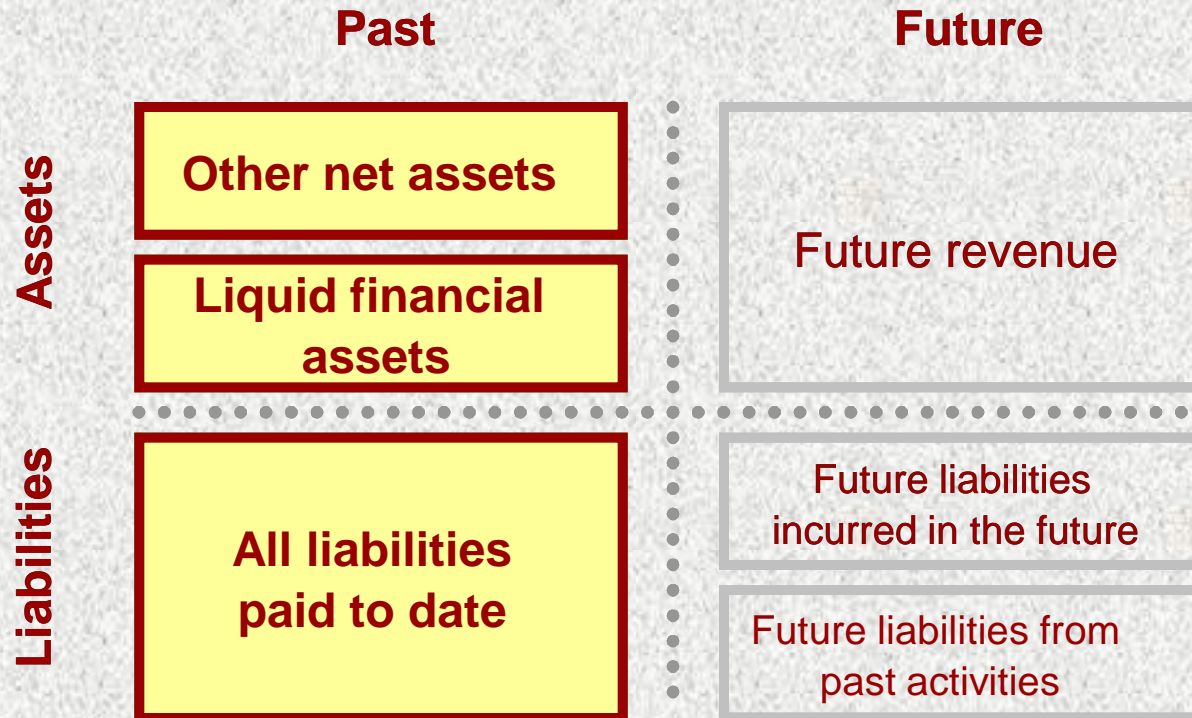 Past
Future
Assets
Other net assets
Liquid financial
assets
Future revenue
Liabilities
All liabilities
paid to date
Future liabilities
incurred in the future
Future liabilities from
past activities